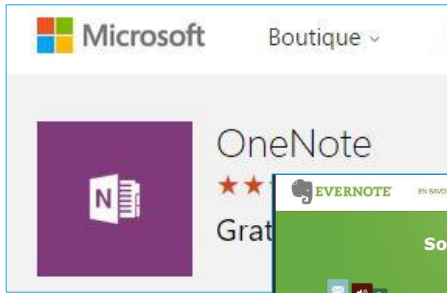 Microsoft Boutique
OneNote
N
Grat
EVERNOTE EN SAVO
So